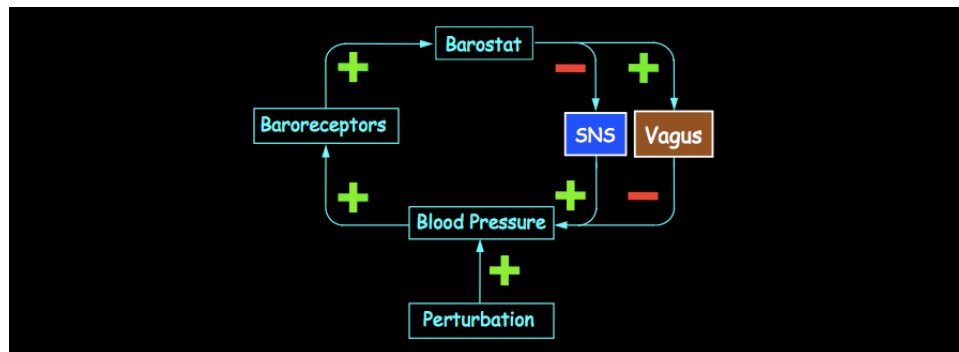 Barostat
+
−
+
Baroreceptors
SNS
Vagus
+
+
−
Blood Pressure
+
Perturbation